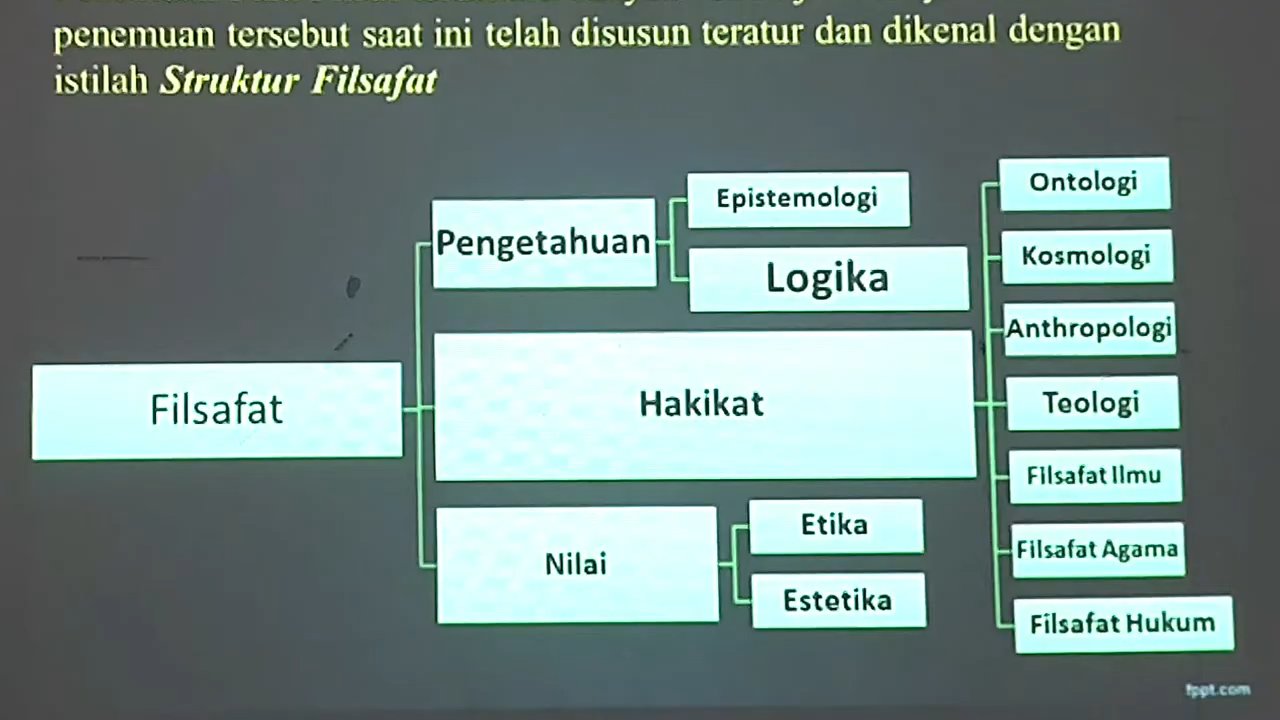 penemuan tersebut saat ini telah disusun teratur dan dikenal dengan
istilah Struktur Filsafat
Filsafat
Pengetahuan
Epistemologi
Logika
Hakikat
Ontologi
Kosmologi
Anthropologi
Teologi
Filsafat Ilmu
Filsafat Agama
Filsafat Hukum
Nilai
Etika
Estetika
fppt.com